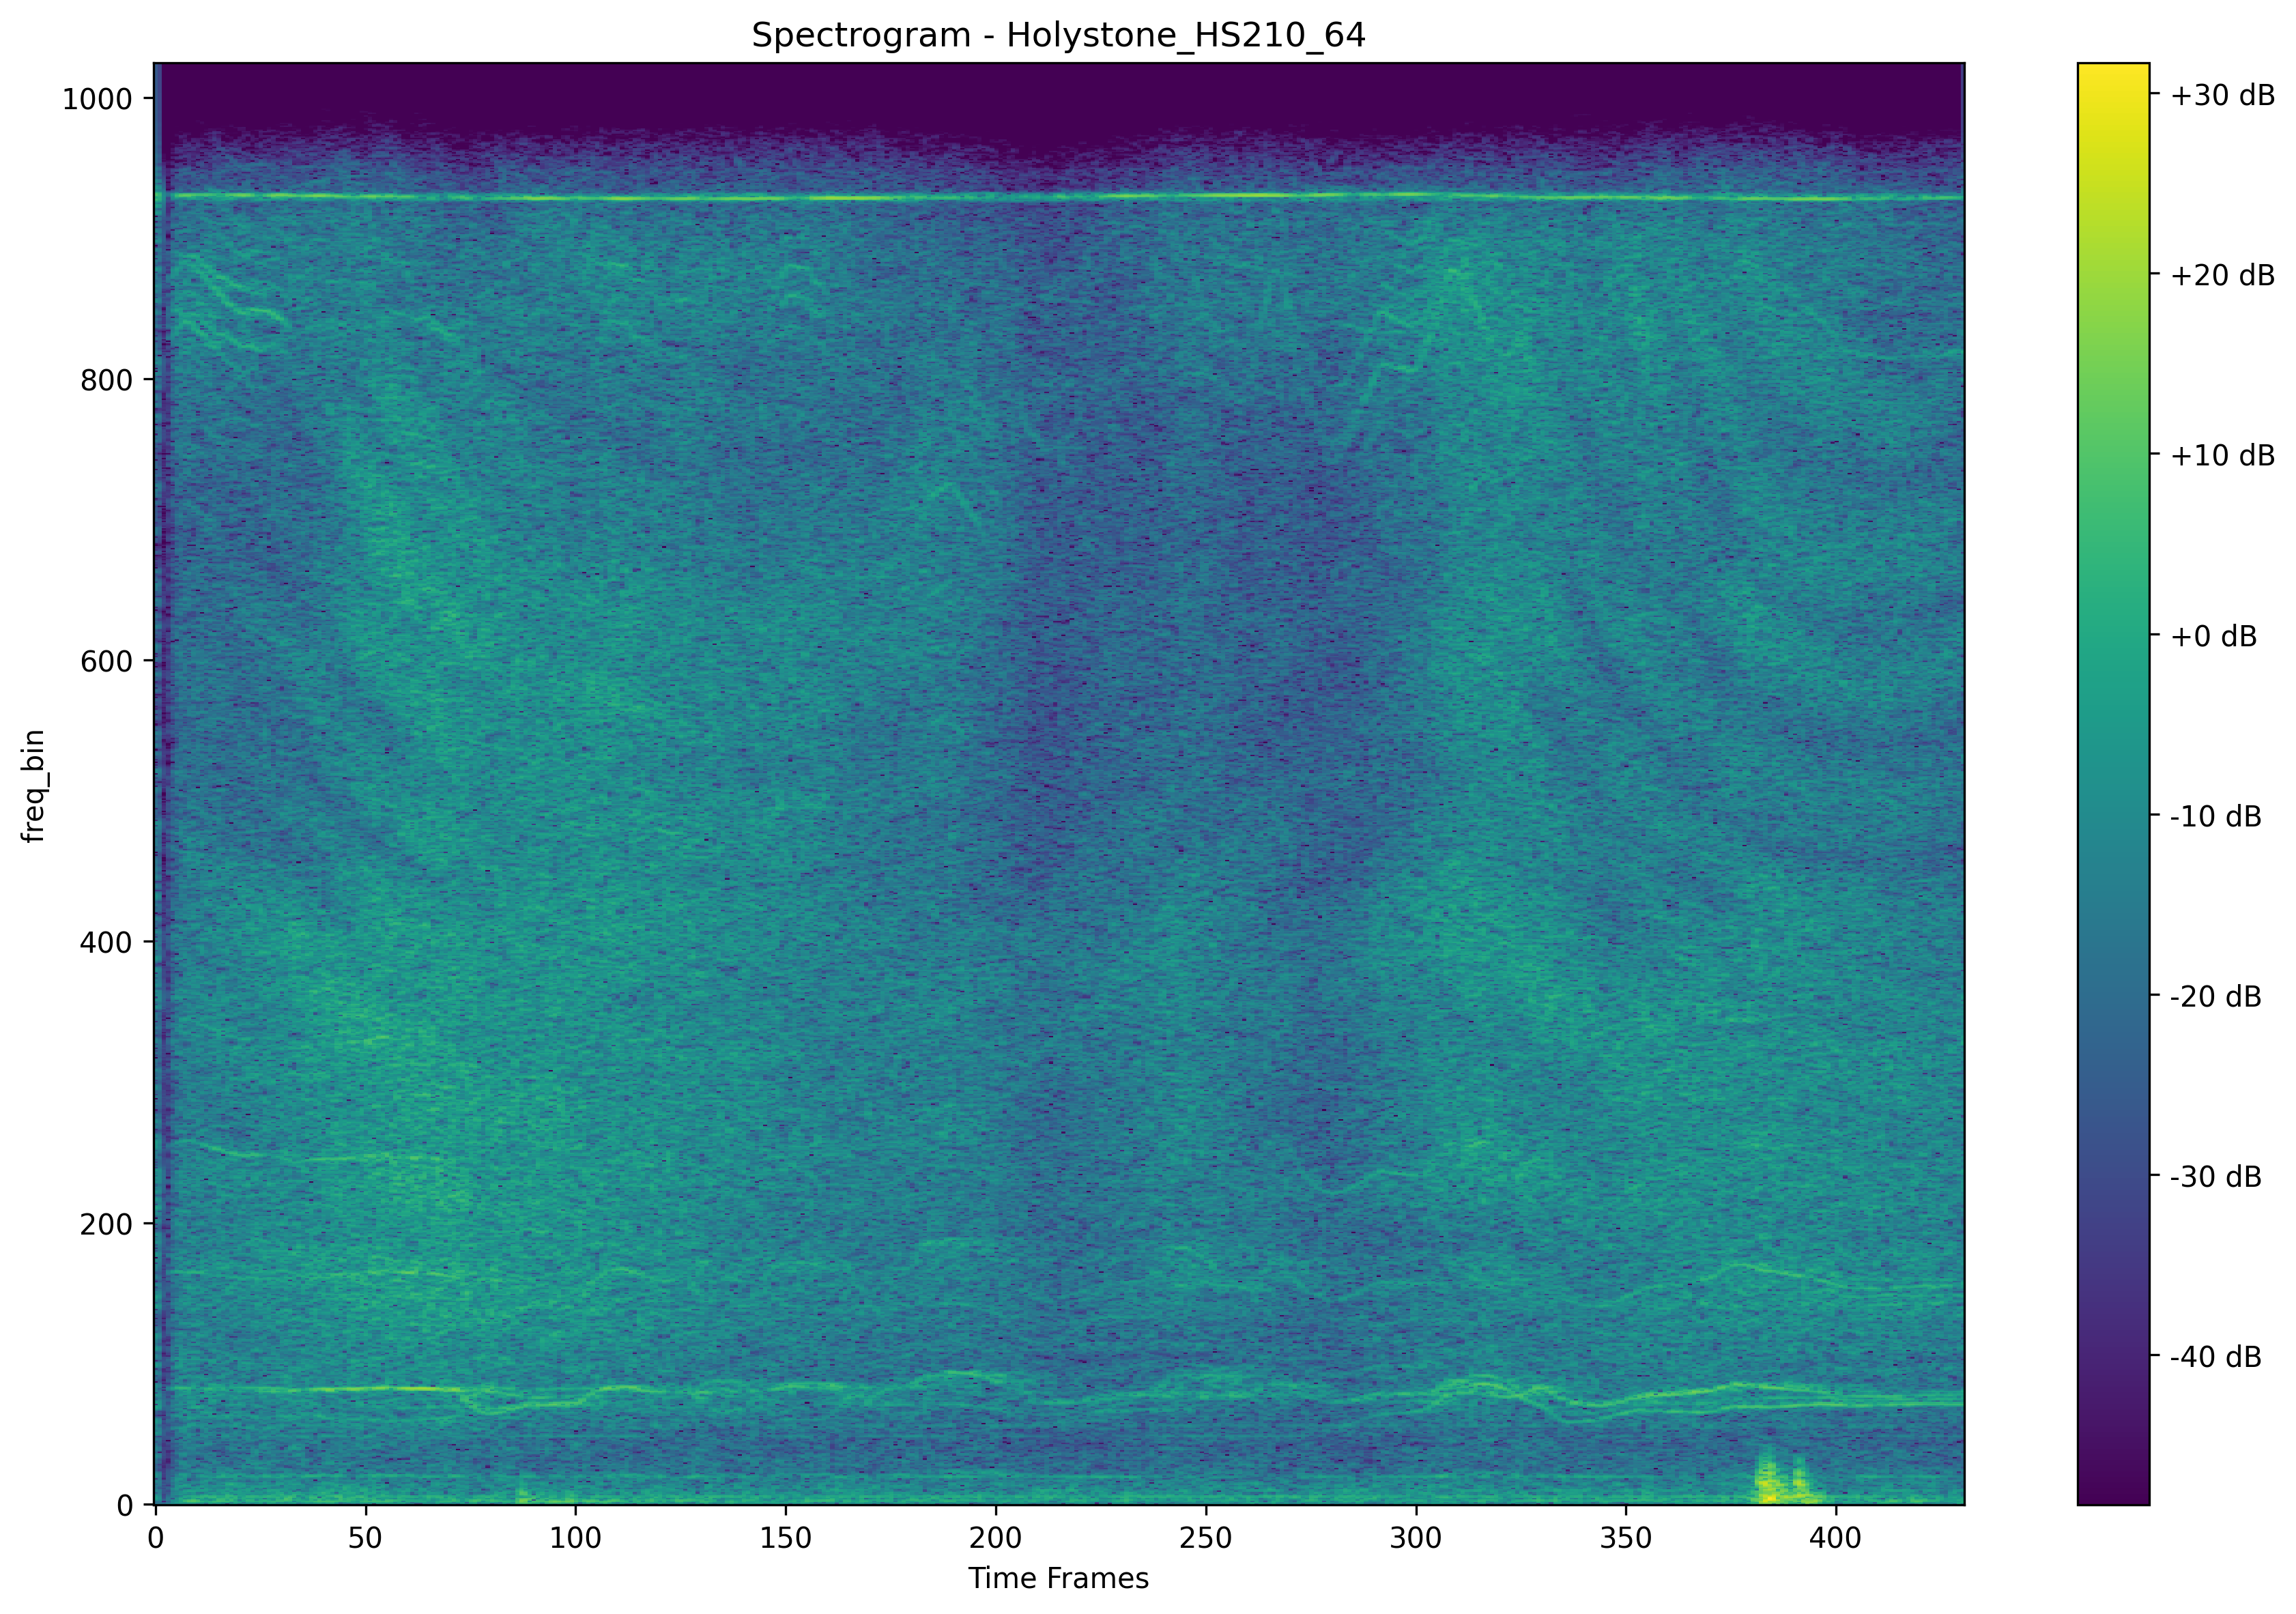 Spectrogram - Holystone_HS210_64
1000
800
600
400
200
0
freq_bin
0 50 100 150 200 250 300 350 400
Time Frames
+30 dB
+20 dB
+10 dB
+0 dB
-10 dB
-20 dB
-30 dB
-40 dB